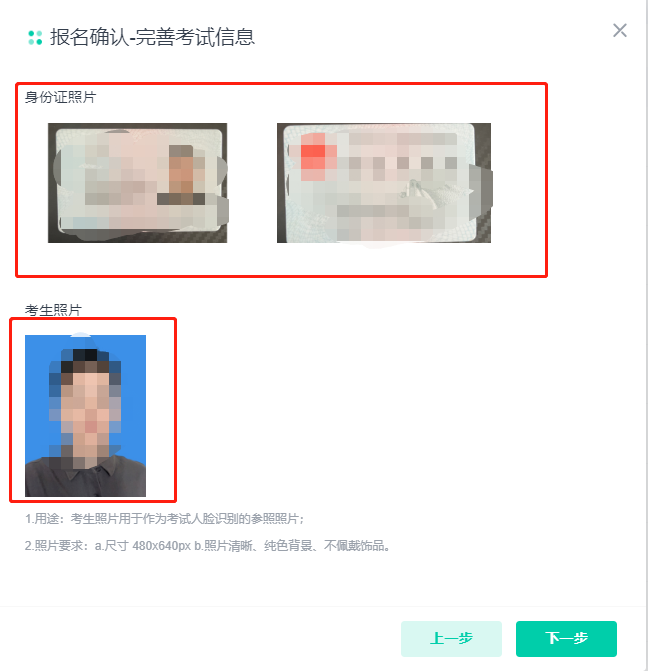 报名确认-完善考试信息
身份证照片
考生照片
1.用途：考生照片用于作为考试人脸识别的参照照片；
2.照片要求：a.尺寸 480x640px b.照片清晰、纯色背景、不佩戴饰品。
上一步
下一步